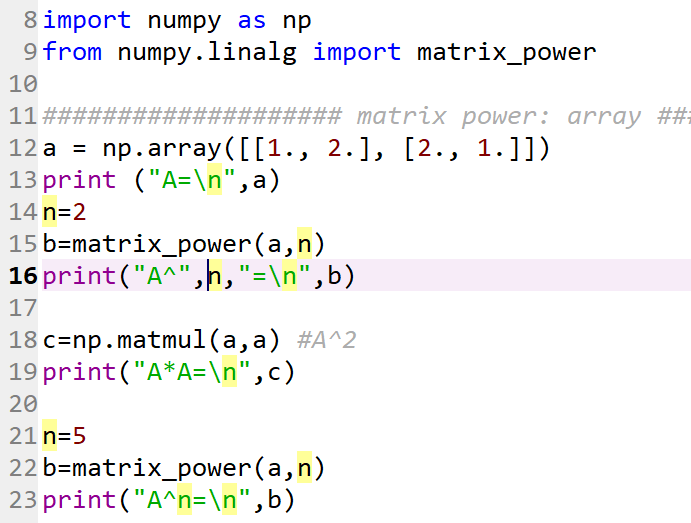 8 import numpy as np
9 from numpy.linalg import matrix_power
10
11 #################### matrix power: array ###
12 a = np.array([[1., 2.], [2., 1.]])
13 print ("A=\n",a)
14 n=2
15 b=matrix_power(a,n)
16 print("A^",n,"=\n",b)
17
18 c=np.matmul(a,a) #A^2
19 print("A*A=\n",c)
20
21 n=5
22 b=matrix_power(a,n)
23 print("A^n=\n",b)